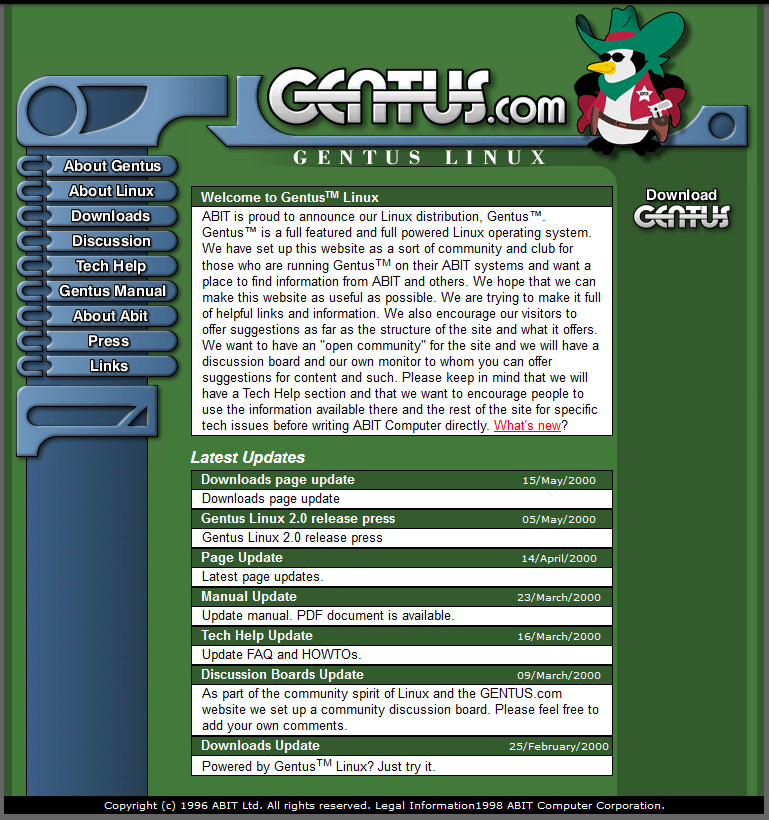 GENTUS.com
GENTUS LINUX
About Gentus
About Linux
Downloads
Discussion
Tech Help
Gentus Manual
About Abit
Press
Links
Welcome to Gentus™ Linux
ABIT is proud to announce our Linux distribution, Gentus™.
Gentus™ is a full featured and full powered Linux operating system.
We have set up this website as a sort of community and club for
those who are running Gentus™ on their ABIT systems and want a
place to find information from ABIT and others. We hope that we can
make this website as useful as possible. We are trying to make it full
of helpful links and information. We also encourage our visitors to
offer suggestions as far as the structure of the site and what it offers.
We want to have an "open community" for the site and we will have a
discussion board and our own monitor to whom you can offer
suggestions for content and such. Please keep in mind that we will
have a Tech Help section and that we want to encourage people to
use the information available there and the rest of the site for specific
tech issues before writing ABIT Computer directly. What's new?
Download
GENTUS
Latest Updates
Downloads page update 15/May/2000
Downloads page update
Gentus Linux 2.0 release press 05/May/2000
Gentus Linux 2.0 release press
Page Update 14/April/2000
Latest page updates.
Manual Update 23/March/2000
Update manual. PDF document is available.
Tech Help Update 16/March/2000
Update FAQ and HOWTOs.
Discussion Boards Update 09/March/2000
As part of the community spirit of Linux and the GENTUS.com
website we set up a community discussion board. Please feel free to
add your own comments.
Downloads Update 25/February/2000
Powered by Gentus™ Linux? Just try it.
Copyright (c) 1996 ABIT Ltd. All rights reserved. Legal Information1998 ABIT Computer Corporation.